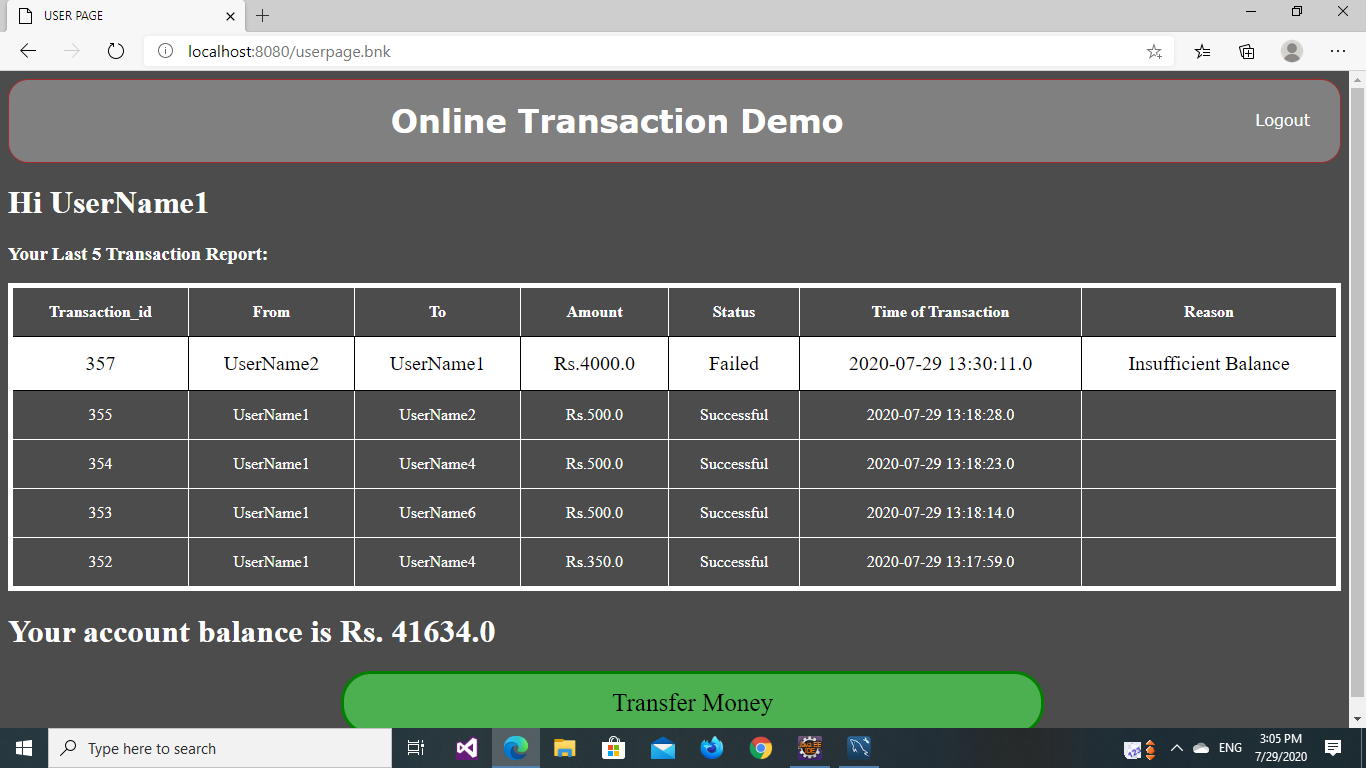 USER PAGE
localhost:8080/userpage.bnk
Online Transaction Demo
Logout
Hi UserName1
Your Last 5 Transaction Report:
Transaction_id From To Amount Status Time of Transaction Reason
357 UserName2 UserName1 Rs.4000.0 Failed 2020-07-29 13:30:11.0 Insufficient Balance
355 UserName1 UserName2 Rs.500.0 Successful 2020-07-29 13:18:28.0
354 UserName1 UserName4 Rs.500.0 Successful 2020-07-29 13:18:23.0
353 UserName1 UserName6 Rs.500.0 Successful 2020-07-29 13:18:14.0
352 UserName1 UserName4 Rs.350.0 Successful 2020-07-29 13:17:59.0
Your account balance is Rs. 41634.0
Transfer Money
Type here to search
ENG
3:05 PM
7/29/2020